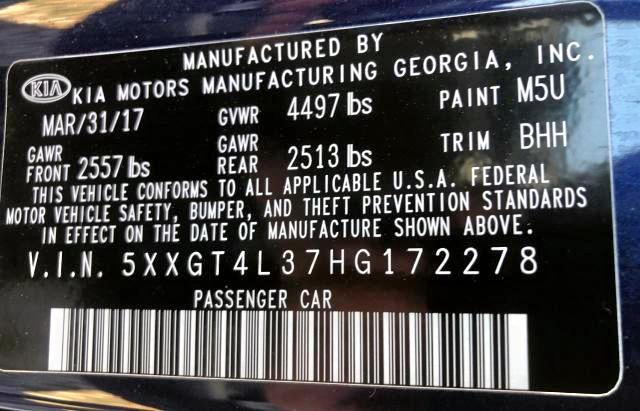 MANUFACTURED BY
KIA KIA MOTORS MANUFACTURING GEORGIA, INC.
MAR/31/17 GVWR 4497 lbs PAINT M5U
GAWR FRONT 2557 lbs GAWR REAR 2513 lbs TRIM BHH
THIS VEHICLE CONFORMS TO ALL APPLICABLE U.S.A. FEDERAL
MOTOR VEHICLE SAFETY, BUMPER, AND THEFT PREVENTION STANDARDS
IN EFFECT ON THE DATE OF MANUFACTURE SHOWN ABOVE.
V.I.N. 5XXGT4L37HG172278
PASSENGER CAR